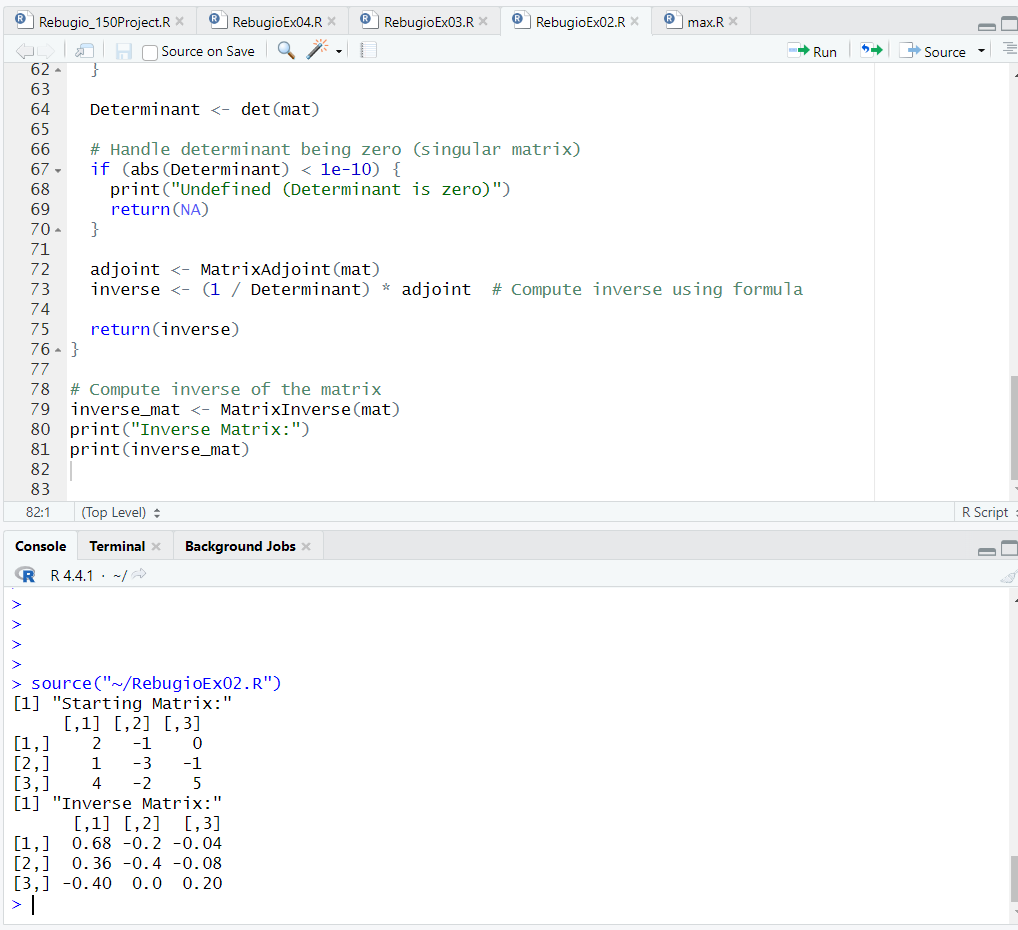 Rebugio_150Project.R RebugioEx04.R RebugioEx03.R RebugioEx02.R max.R
Source on Save Run Source
62 }
63
64 Determinant <- det(mat)
65
66 # Handle determinant being zero (singular matrix)
67 if (abs(Determinant) < 1e-10) {
68 print("Undefined (Determinant is zero)")
69 return(NA)
70 }
71
72 adjoint <- MatrixAdjoint(mat)
73 inverse <- (1 / Determinant) * adjoint # Compute inverse using formula
74
75 return(inverse)
76 }
77
78 # Compute inverse of the matrix
79 inverse_mat <- MatrixInverse(mat)
80 print("Inverse Matrix:")
81 print(inverse_mat)
82
83
82:1 (Top Level) R Script
Console Terminal Background Jobs
R 4.4.1 · ~/
>
>
>
>
> source("~/RebugioEx02.R")
[1] "Starting Matrix:"
[,1] [,2] [,3]
[1,] 2 -1 0
[2,] 1 -3 -1
[3,] 4 -2 5
[1] "Inverse Matrix:"
[,1] [,2] [,3]
[1,] 0.68 -0.2 -0.04
[2,] 0.36 -0.4 -0.08
[3,] -0.40 0.0 0.20
>